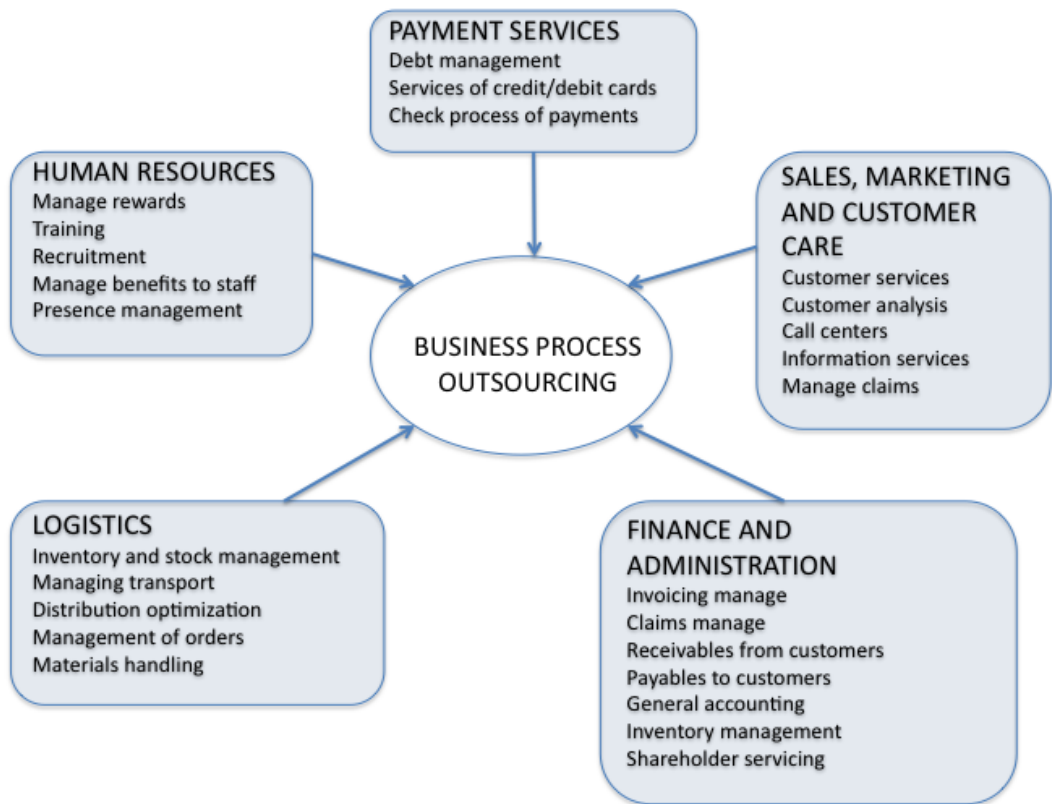 PAYMENT SERVICES
Debt management
Services of credit/debit cards
Check process of payments
HUMAN RESOURCES
Manage rewards
Training
Recruitment
Manage benefits to staff
Presence management
SALES, MARKETING
AND CUSTOMER
CARE
Customer services
Customer analysis
Call centers
Information services
Manage claims
BUSINESS PROCESS
OUTSOURCING
LOGISTICS
Inventory and stock management
Managing transport
Distribution optimization
Management of orders
Materials handling
FINANCE AND
ADMINISTRATION
Invoicing manage
Claims manage
Receivables from customers
Payables to customers
General accounting
Inventory management
Shareholder servicing